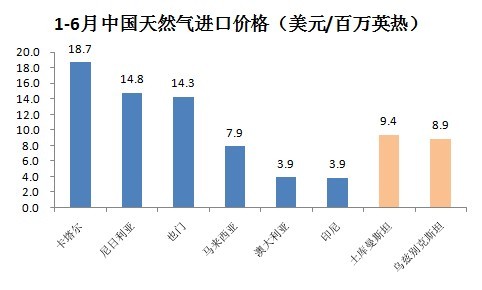 1-6月中国天然气进口价格（美元/百万英热）
20.0
18.0
16.0
14.0
12.0
10.0
8.0
6.0
4.0
2.0
0.0
18.7
14.8
14.3
7.9
3.9
3.9
9.4
8.9
卡塔尔
尼日利亚
也门
马来西亚
澳大利亚
印尼
土库曼斯坦
乌兹别克斯坦